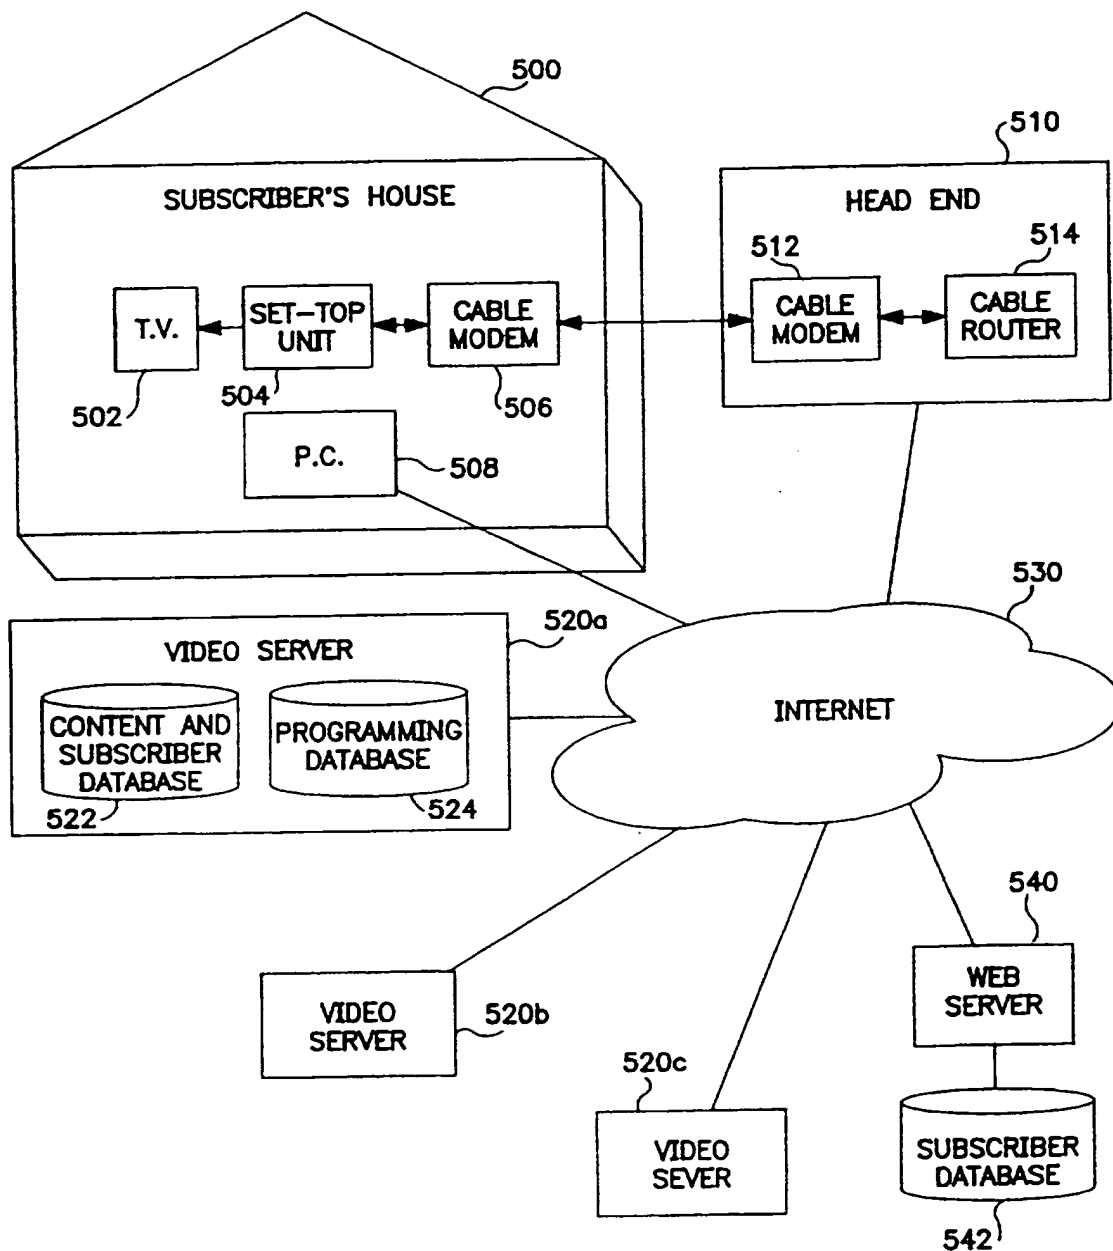 500
510
SUBSCRIBER'S HOUSE
HEAD END
512
514
T.V.
SET-TOP
UNIT
CABLE
MODEM
CABLE
MODEM
CABLE
ROUTER
502
504
506
P.C.
508
530
520a
VIDEO SERVER
CONTENT AND
SUBSCRIBER
DATABASE
PROGRAMMING
DATABASE
522
524
INTERNET
540
VIDEO
SERVER
520b
WEB
SERVER
520c
VIDEO
SEVER
SUBSCRIBER
DATABASE
542